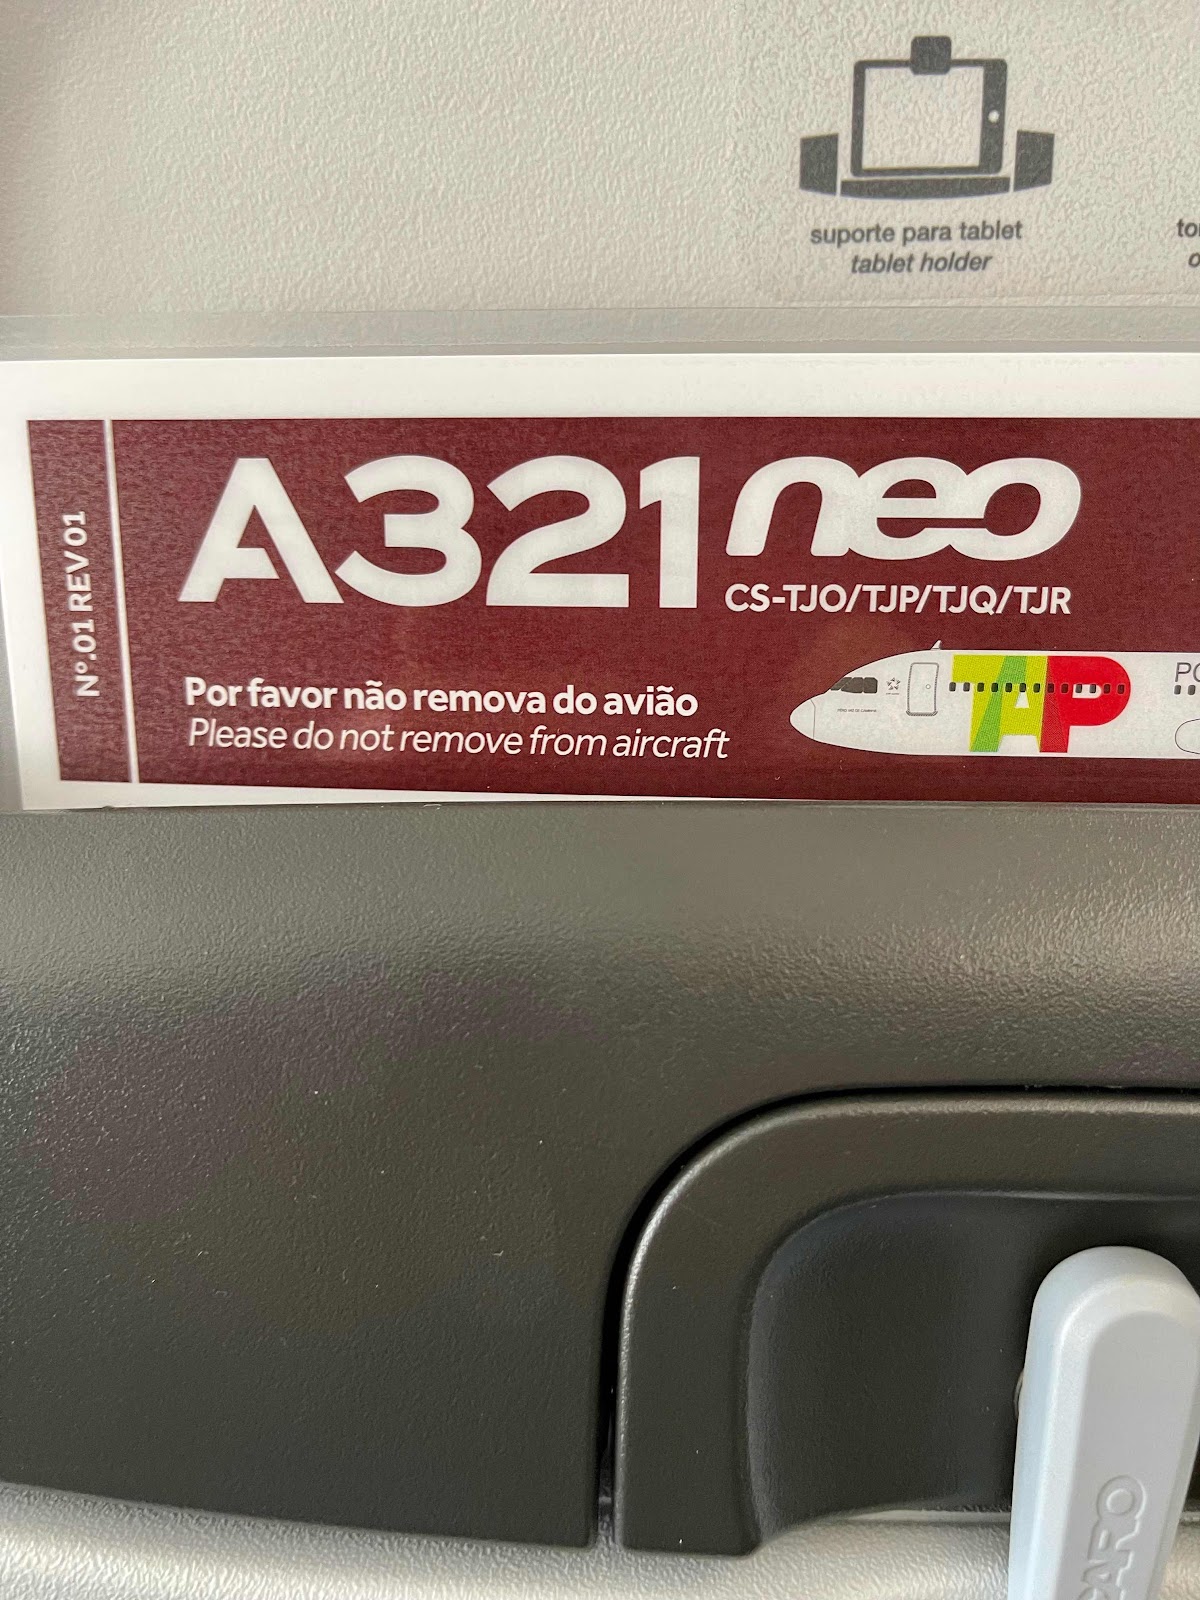 suporte para tablet
tablet holder
Nº.01 REV 01
A321neo
CS-TJO/TJP/TJQ/TJR
Por favor não remova do avião
Please do not remove from aircraft
TAP